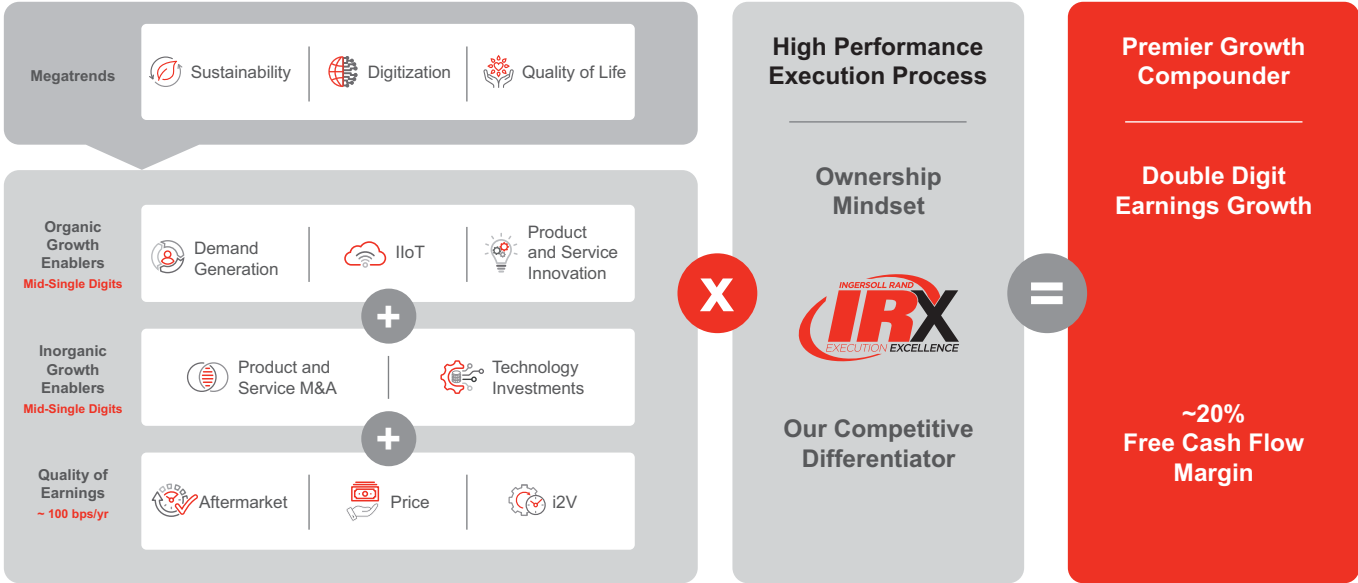 Megatrends
Sustainability
Digitization
Quality of Life
Organic
Growth
Enablers
Mid-Single Digits
Demand
Generation
IIoT
Product
and Service
Innovation
+
Inorganic
Growth
Enablers
Mid-Single Digits
Product and
Service M&A
Technology
Investments
+
Quality of
Earnings
~ 100 bps/yr
Aftermarket
Price
i2V
X
High Performance
Execution Process
Ownership
Mindset
INGERSOLL RAND
IRX
EXECUTION EXCELLENCE
Our Competitive
Differentiator
=
Premier Growth
Compounder
Double Digit
Earnings Growth
~20%
Free Cash Flow
Margin